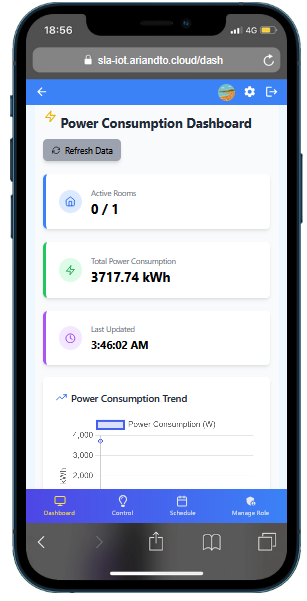 18:56
4G
sla-iot.ariandto.cloud/dash
Power Consumption Dashboard
Refresh Data
Active Rooms
0 / 1
Total Power Consumption
3717.74 kWh
Last Updated
3:46:02 AM
Power Consumption Trend
Power Consumption (W)
4,000
3,000
2,000
kWh
Dashboard
Control
Schedule
Manage Role